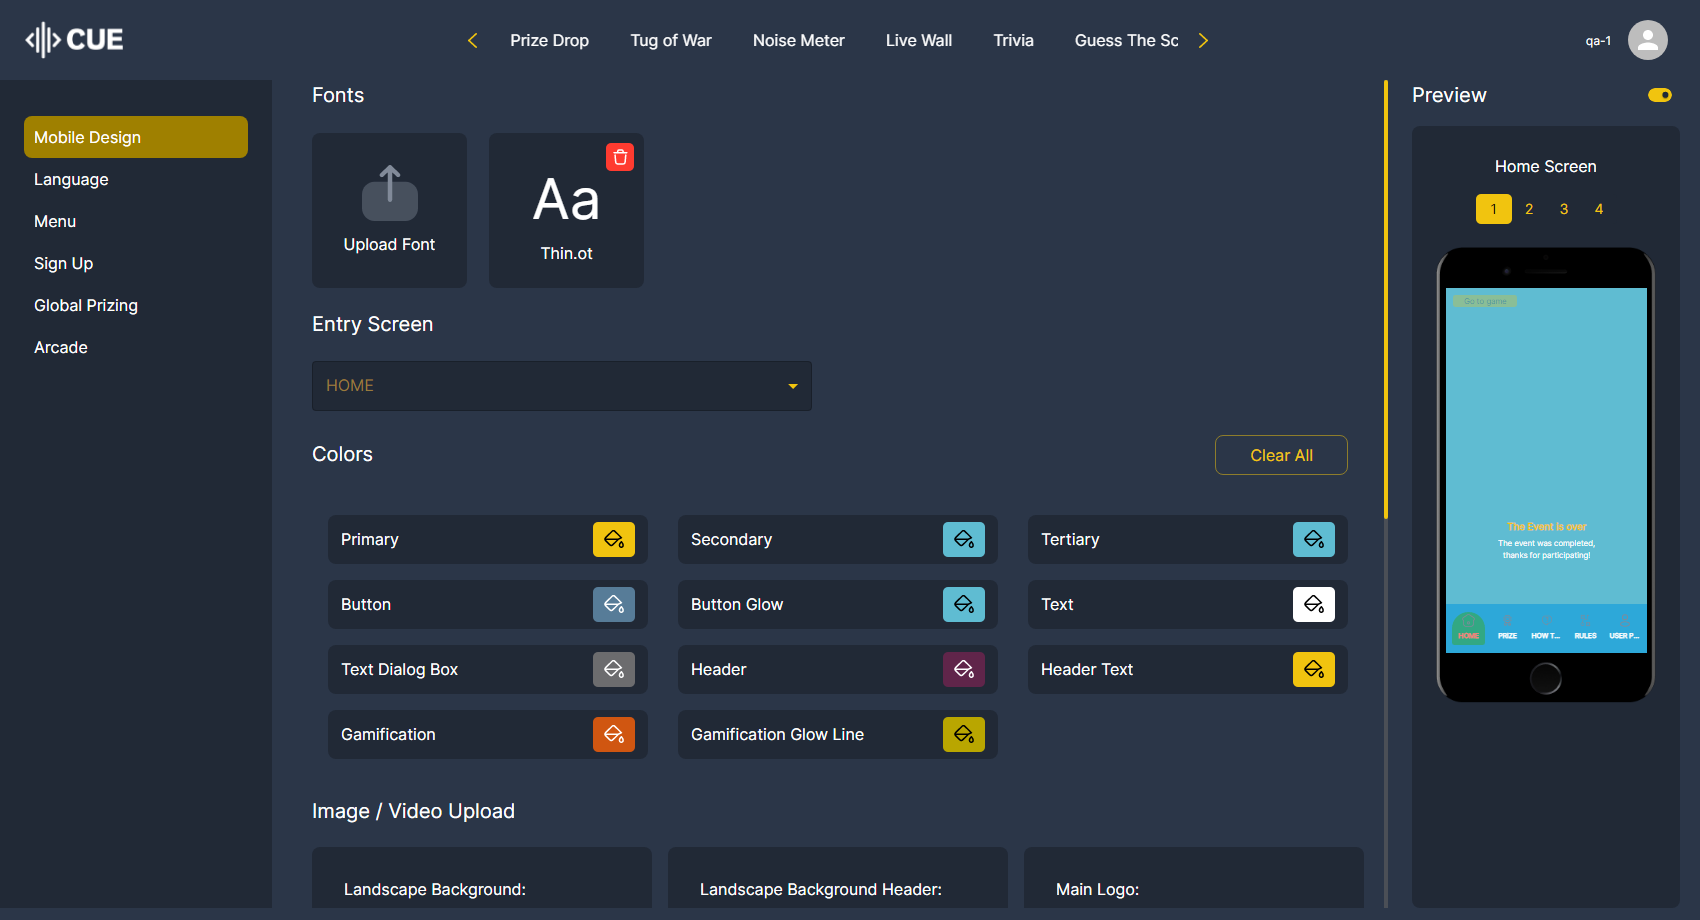 CUE
Prize Drop
Tug of War
Noise Meter
Live Wall
Trivia
Guess The Sc
qa-1
Mobile Design
Language
Menu
Sign Up
Global Prizing
Arcade
Fonts
Upload Font
Aa
Thin.ot
Entry Screen
HOME
Colors
Clear All
Primary
Secondary
Tertiary
Button
Button Glow
Text
Text Dialog Box
Header
Header Text
Gamification
Gamification Glow Line
Image / Video Upload
Landscape Background:
Landscape Background Header:
Main Logo:
Preview
Home Screen
1 2 3 4
Go to game
The Event is over
The event was completed,
thanks for participating!
HOME PRIZE HOW T... RULES USER P...